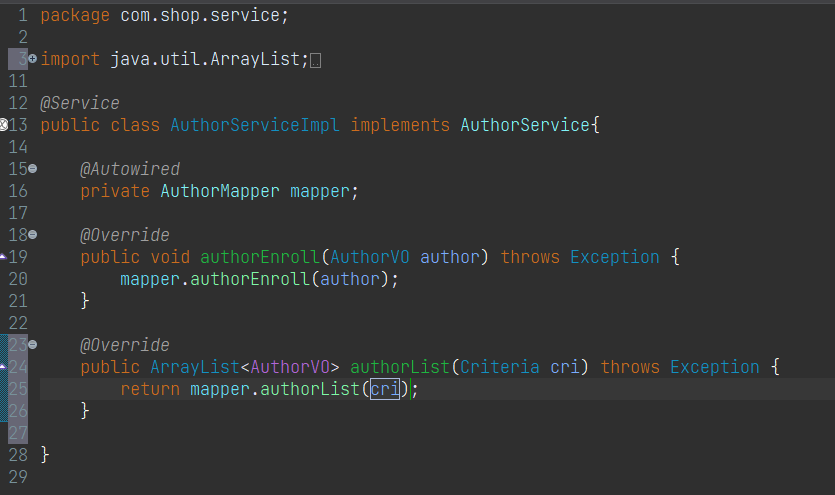 1 package com.shop.service;
2
3 import java.util.ArrayList;
11
12 @Service
13 public class AuthorServiceImpl implements AuthorService{
14
15     @Autowired
16     private AuthorMapper mapper;
17
18     @Override
19     public void authorEnroll(AuthorVO author) throws Exception {
20         mapper.authorEnroll(author);
21     }
22
23     @Override
24     public ArrayList<AuthorVO> authorList(Criteria cri) throws Exception {
25         return mapper.authorList(cri);
26     }
27
28 }
29